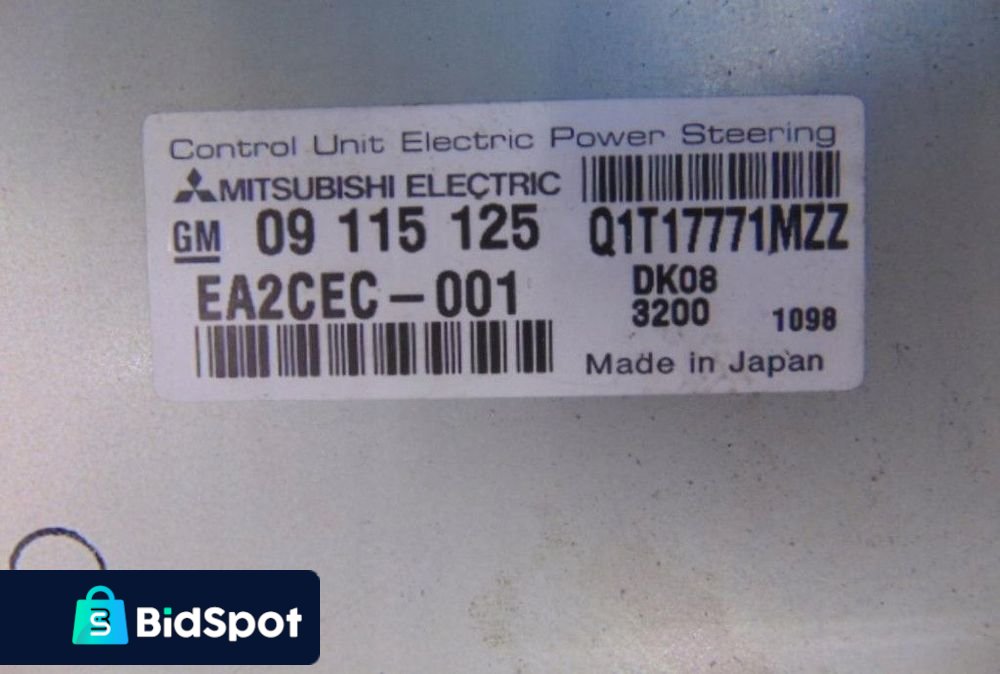 Control Unit Electric Power Steering
MITSUBISHI ELECTRIC
GM 09 115 125 Q1T17771MZZ
EA2CEC-001 DK08
3200 1098
Made in Japan
BidSpot